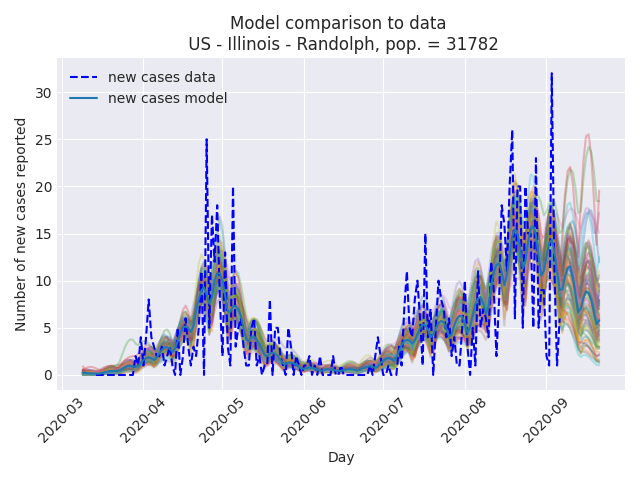 Model comparison to data
US - Illinois - Randolph, pop. = 31782
new cases data
new cases model
Number of new cases reported
30
25
20
15
10
5
0
2020-03
2020-04
2020-05
2020-06
2020-07
2020-08
2020-09
Day